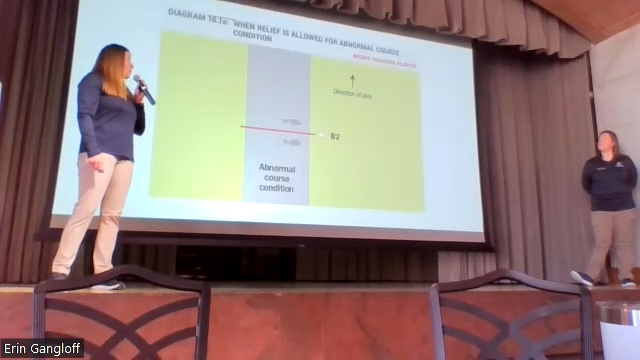 DIAGRAM 16.1a: WHEN RELIEF IS ALLOWED FOR ABNORMAL COURSE
CONDITION
RIGHT HANDED PLAYER
Direction of play
B2
Abnormal
course
condition
Erin Gangloff